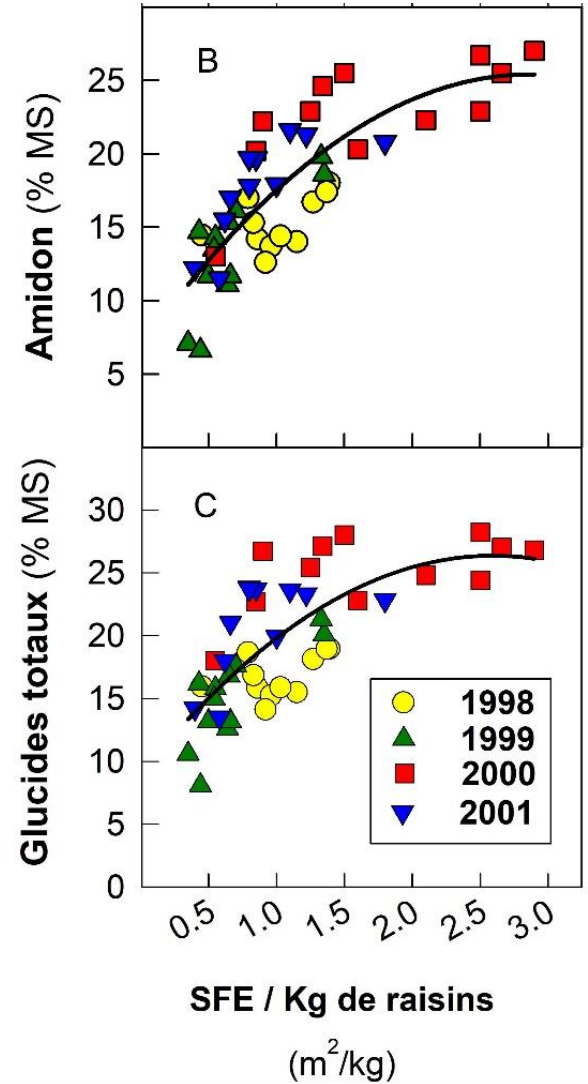 B
Amidon (% MS)
25
20
15
10
5
C
Glucides totaux (% MS)
30
25
20
15
10
5
0
1998
1999
2000
2001
0.5 1.0 1.5 2.0 2.5 3.0
SFE / Kg de raisins
(m²/kg)